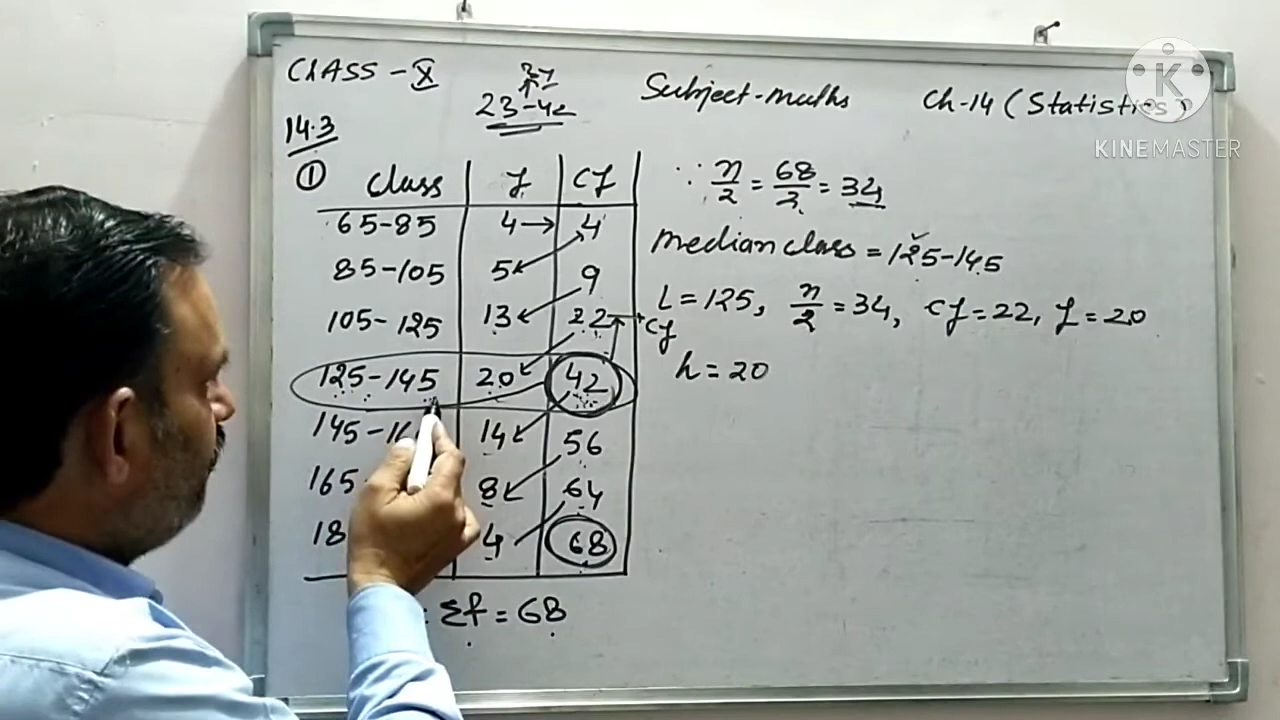 CLASS - X
23-42
Subject - maths
Ch-14 (Statistics)
14.3
① Class f Cf
65-85 4 → 4
85-105 5 9
105-125 13 22 → Cf
125-145 20 42
145-16 14 56
165- 8 64
18 4 68
Σf = 68
∵ n/2 = 68/2 = 34
median class = 125-145
L = 125, n/2 = 34, Cf = 22, f = 20
h = 20
K
KINEMASTER